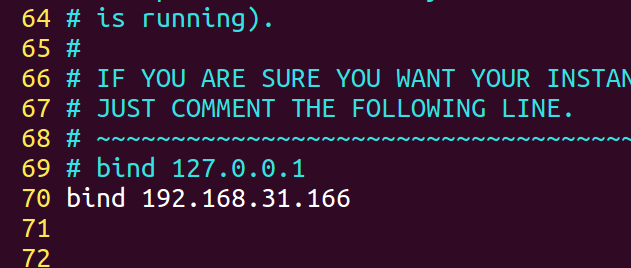 64 # is running).
65 #
66 # IF YOU ARE SURE YOU WANT YOUR INSTAN
67 # JUST COMMENT THE FOLLOWING LINE.
68 # ~~~~~~~~~~~~~~~~~~~~~~~~~~~~~~~~~~~~~~
69 # bind 127.0.0.1
70 bind 192.168.31.166
71
72